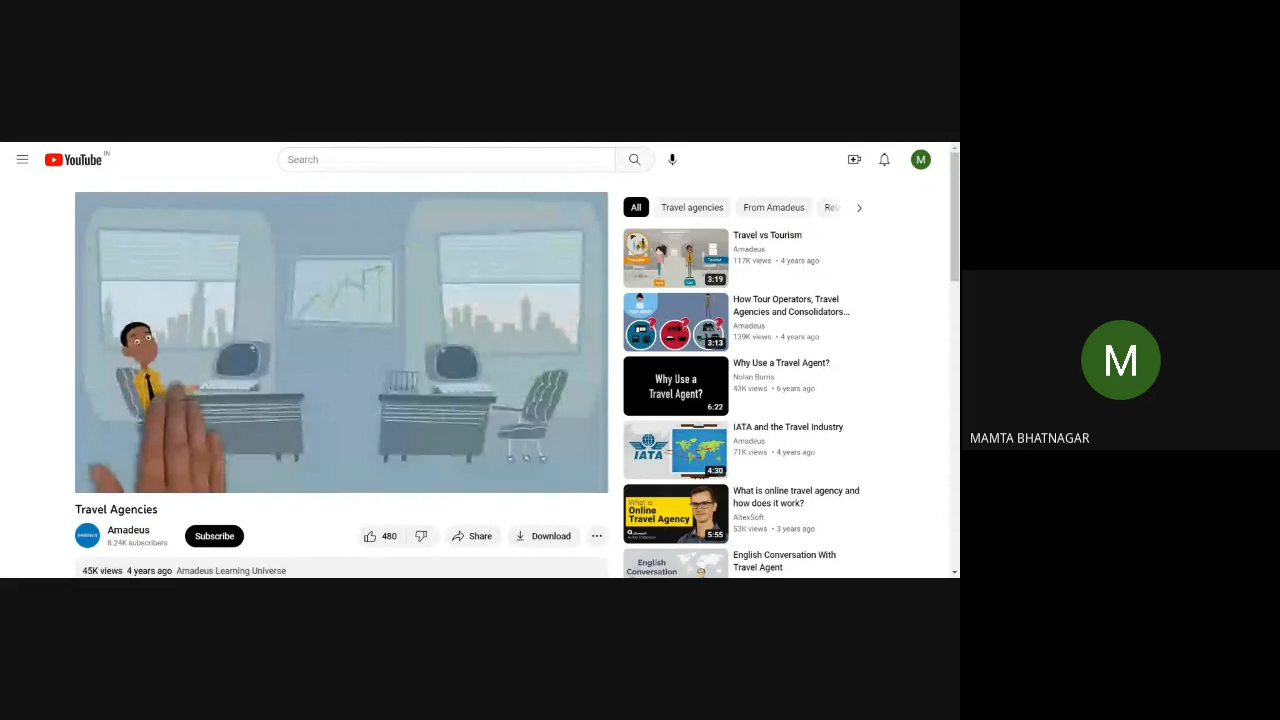 YouTube IN
Search
M
All
Travel agencies
From Amadeus
Rel
Travel vs Tourism
Amadeus
117K views • 4 years ago
3:19
How Tour Operators, Travel
Agencies and Consolidators...
Amadeus
139K views • 4 years ago
3:13
Why Use a
Travel Agent?
6:22
Why Use a Travel Agent?
Nolan Burris
43K views • 6 years ago
IATA
4:30
IATA and the Travel Industry
Amadeus
71K views • 4 years ago
What is
Online
Travel Agency
5:55
What is online travel agency and
how does it work?
AltexSoft
53K views • 3 years ago
English
Conversation
English Conversation With
Travel Agent
Travel Agencies
Amadeus
8.24K subscribers
Subscribe
480
Share
Download
45K views 4 years ago Amadeus Learning Universe
M
MAMTA BHATNAGAR